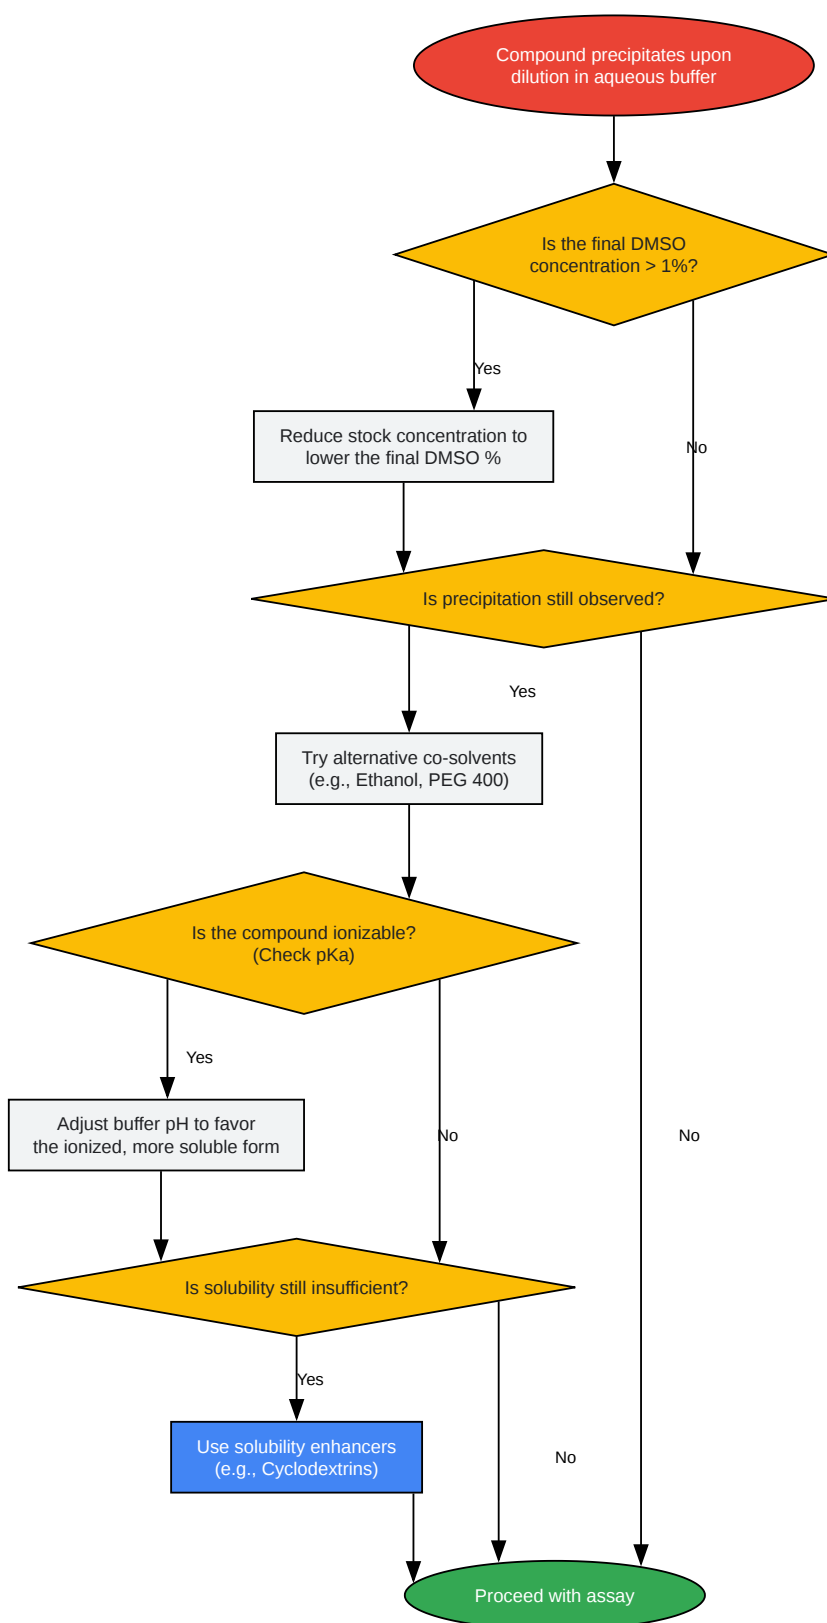 Compound precipitates upon
dilution in aqueous buffer
Is the final DMSO
concentration > 1%?
Yes
Reduce stock concentration to
lower the final DMSO %
No
Is precipitation still observed?
Yes
Try alternative co-solvents
(e.g., Ethanol, PEG 400)
Is the compound ionizable?
(Check pKa)
Yes
Adjust buffer pH to favor
the ionized, more soluble form
No
No
Is solubility still insufficient?
Yes
Use solubility enhancers
(e.g., Cyclodextrins)
No
Proceed with assay